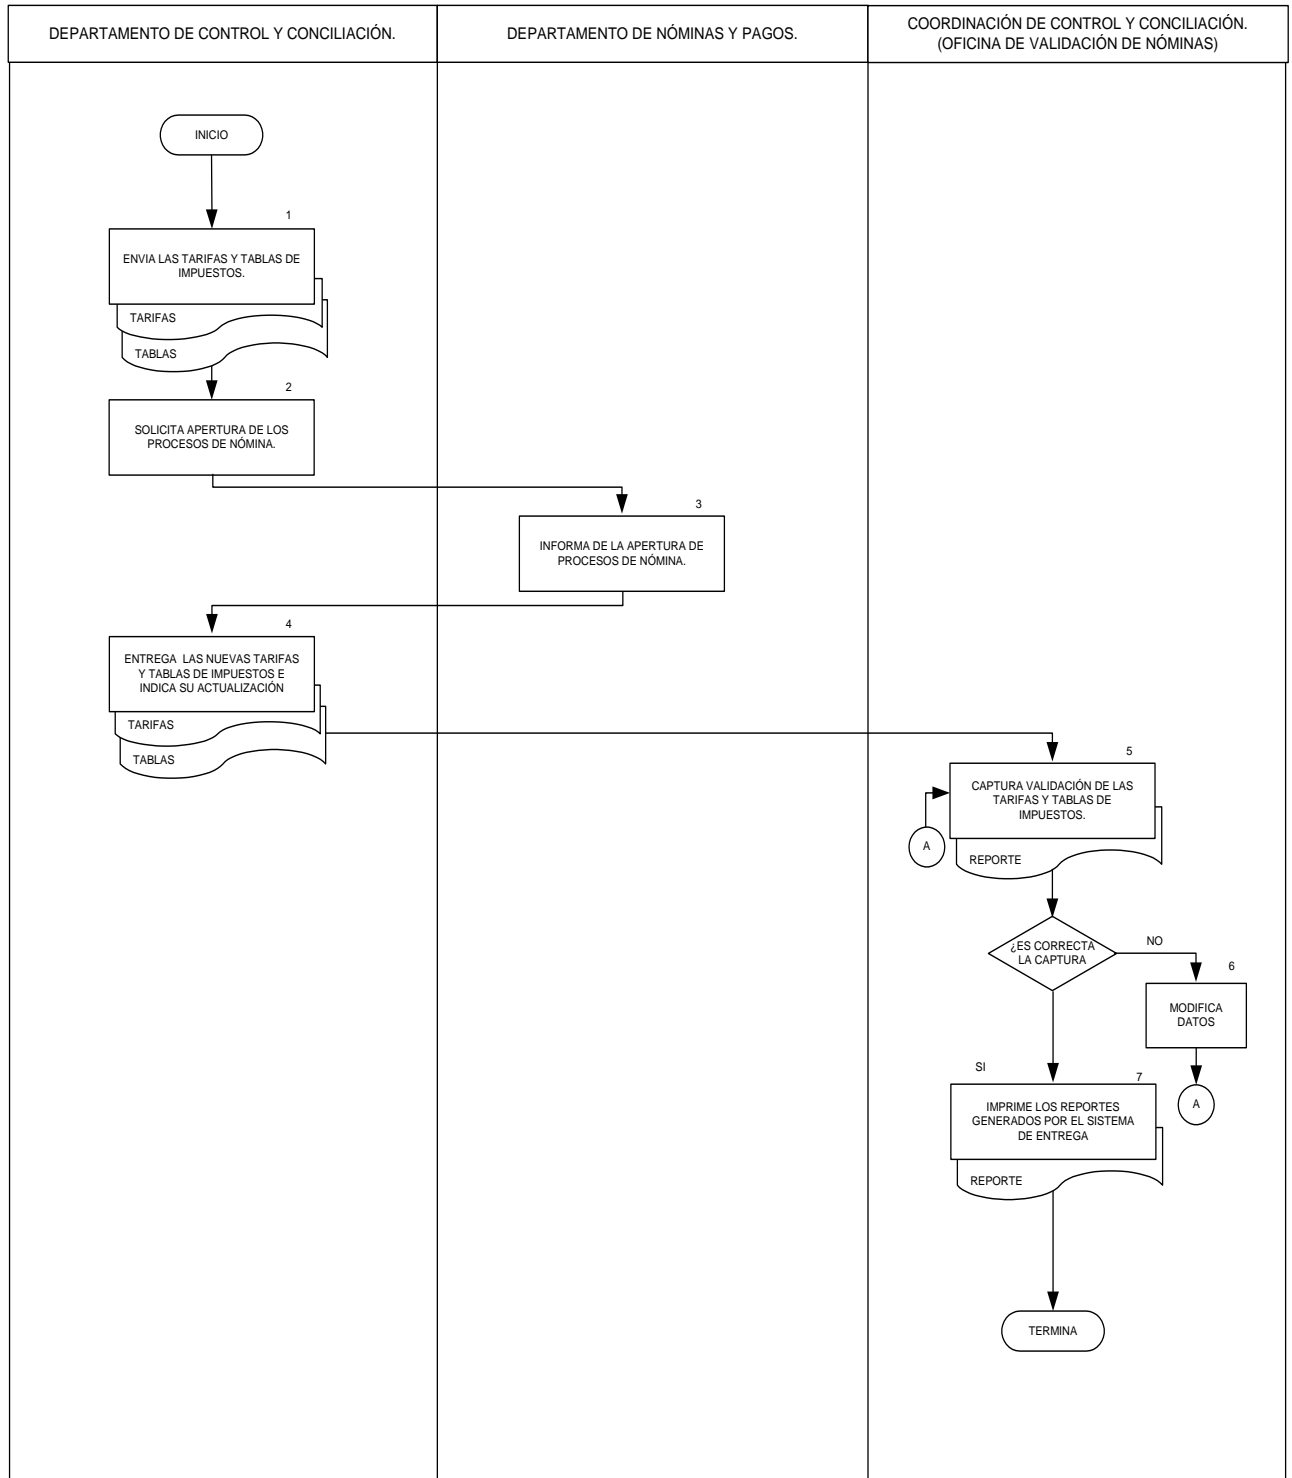 DEPARTAMENTO DE CONTROL Y CONCILIACIÓN.
DEPARTAMENTO DE NÓMINAS Y PAGOS.
COORDINACIÓN DE CONTROL Y CONCILIACIÓN.
(OFICINA DE VALIDACIÓN DE NÓMINAS)
INICIO
1
ENVIA LAS TARIFAS Y TABLAS DE
IMPUESTOS.
TARIFAS
TABLAS
2
SOLICITA APERTURA DE LOS
PROCESOS DE NÓMINA.
3
INFORMA DE LA APERTURA DE
PROCESOS DE NÓMINA.
4
ENTREGA LAS NUEVAS TARIFAS
Y TABLAS DE IMPUESTOS E
INDICA SU ACTUALIZACIÓN
TARIFAS
TABLAS
5
CAPTURA VALIDACIÓN DE LAS
TARIFAS Y TABLAS DE
IMPUESTOS.
A
REPORTE
¿ES CORRECTA
LA CAPTURA
NO
6
MODIFICA
DATOS
A
SI
7
IMPRIME LOS REPORTES
GENERADOS POR EL SISTEMA
DE ENTREGA
REPORTE
TERMINA